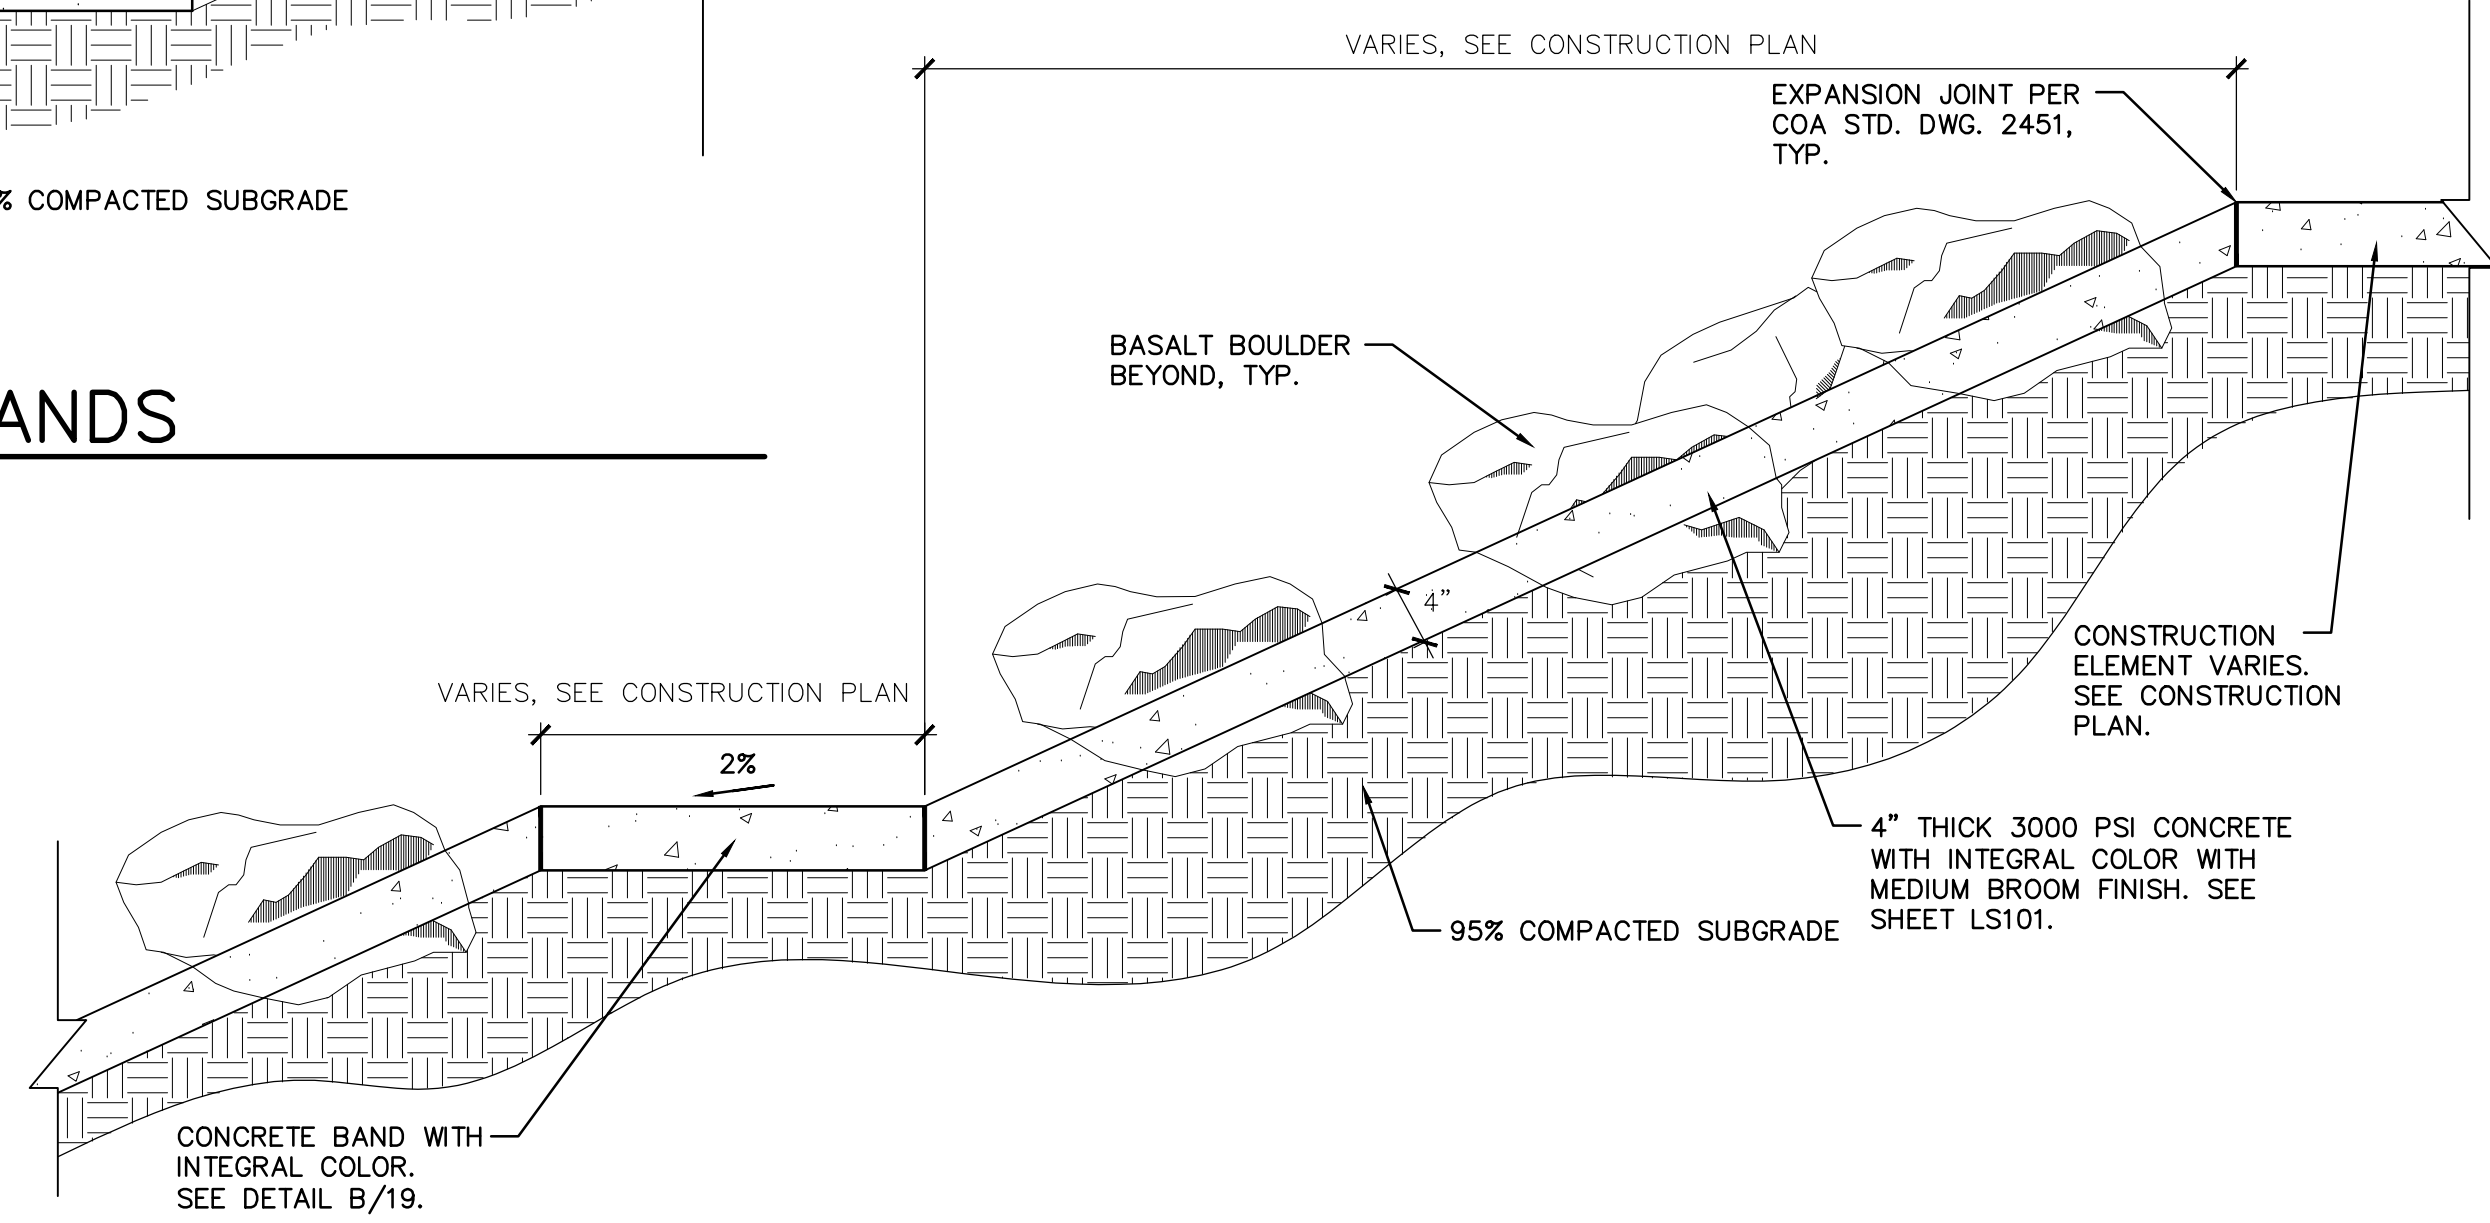 VARIES, SEE CONSTRUCTION PLAN
EXPANSION JOINT PER
COA STD. DWG. 2451,
TYP.
% COMPACTED SUBGRADE
BASALT BOULDER
BEYOND, TYP.
ANDS
4"
CONSTRUCTION
ELEMENT VARIES.
SEE CONSTRUCTION
PLAN.
VARIES, SEE CONSTRUCTION PLAN
2%
4" THICK 3000 PSI CONCRETE
WITH INTEGRAL COLOR WITH
MEDIUM BROOM FINISH. SEE
SHEET LS101.
95% COMPACTED SUBGRADE
CONCRETE BAND WITH
INTEGRAL COLOR.
SEE DETAIL B/19.